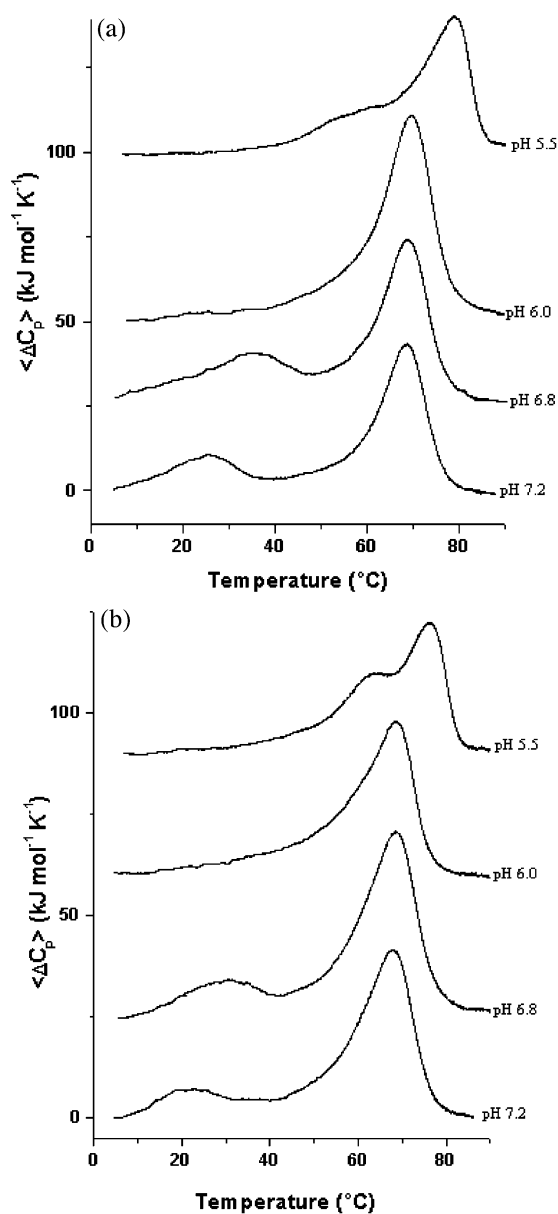 (a)
100
50
0
<ΔCp> (kJ mol⁻¹ K⁻¹)
pH 5.5
pH 6.0
pH 6.8
pH 7.2
0 20 40 60 80
Temperature (°C)
(b)
100
50
0
<ΔCp> (kJ mol⁻¹ K⁻¹)
pH 5.5
pH 6.0
pH 6.8
pH 7.2
0 20 40 60 80
Temperature (°C)